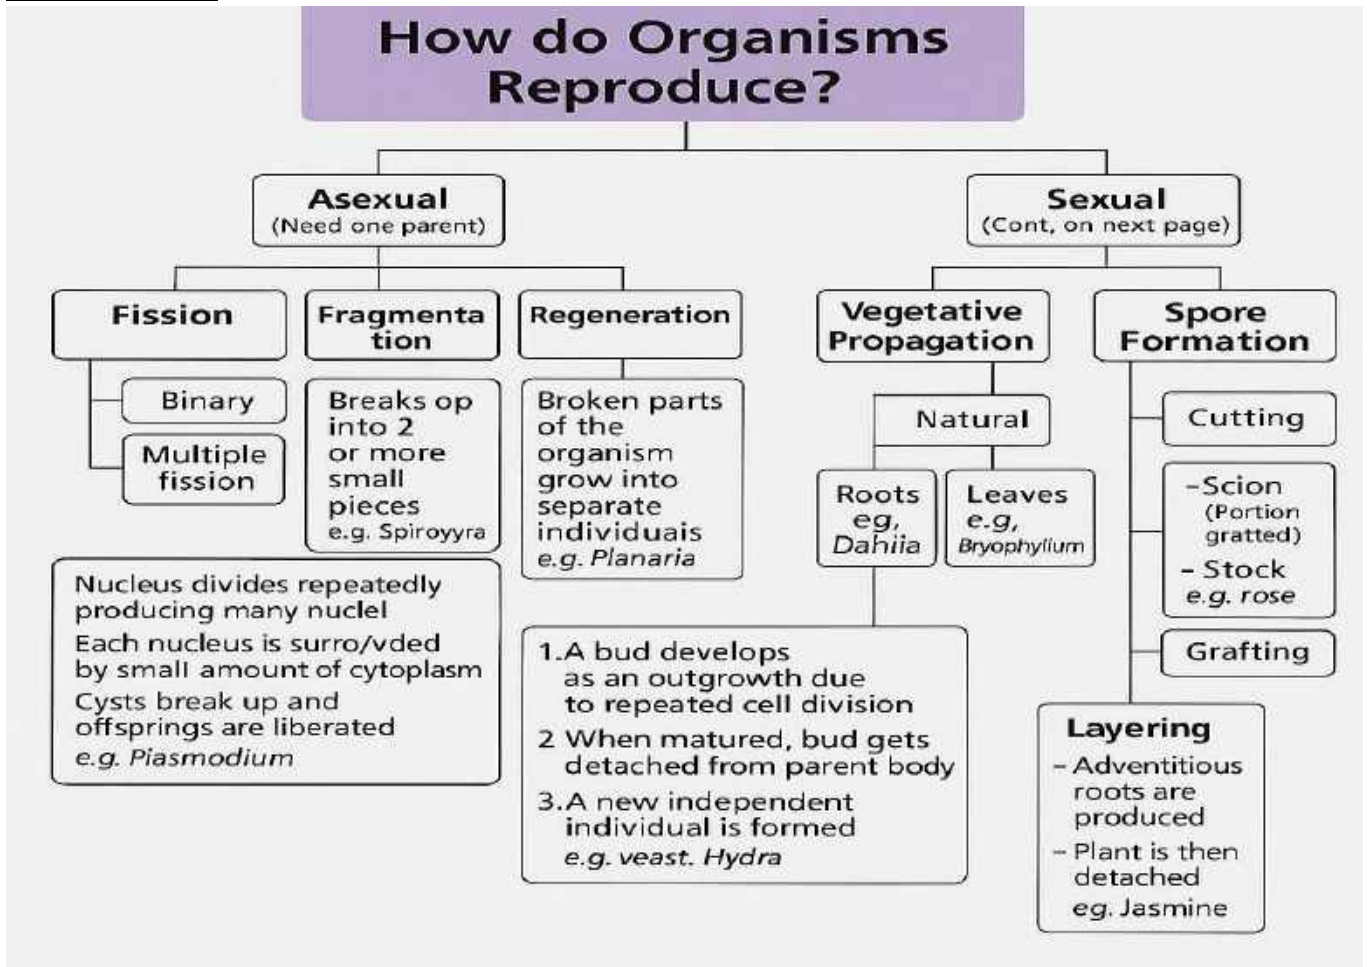 How do Organisms
Reproduce?
Asexual
(Need one parent)
Sexual
(Cont, on next page)
Fission
Binary
Multiple
fission
Fragmenta
tion
Breaks op
into 2
or more
small
pieces
e.g. Spiroyyra
Regeneration
Broken parts
of the
organism
grow into
separate
individuais
e.g. Planaria
Nucleus divides repeatedly
producing many nuclel
Each nucleus is surro/vded
by small amount of cytoplasm
Cysts break up and
offsprings are liberated
e.g. Piasmodium
Vegetative
Propagation
Natural
Roots
eg,
Dahiia
Leaves
e.g,
Bryophylium
1.A bud develops
as an outgrowth due
to repeated cell division
2 When matured, bud gets
detached from parent body
3.A new independent
individual is formed
e.g. veast. Hydra
Spore
Formation
Cutting
–Scion
(Portion
gratted)
– Stock
e.g. rose
Grafting
Layering
– Adventitious
roots are
produced
– Plant is then
detached
eg. Jasmine